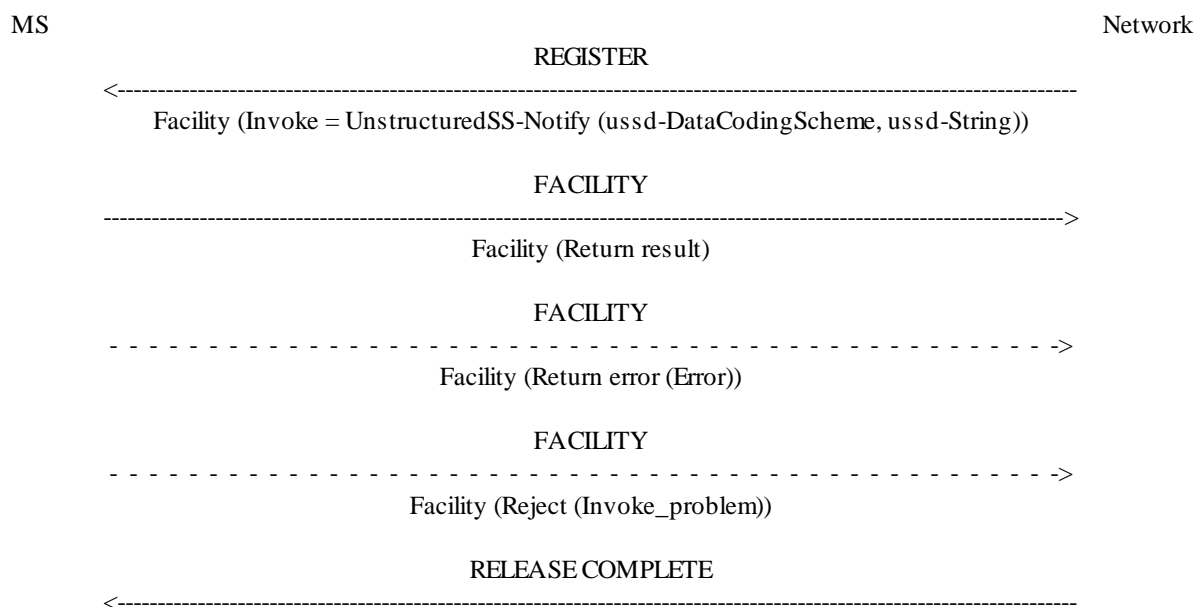 MS Network
REGISTER
Facility (Invoke = UnstructuredSS-Notify (ussd-DataCodingScheme, ussd-String))
FACILITY
Facility (Return result)
FACILITY
Facility (Return error (Error))
FACILITY
Facility (Reject (Invoke_problem))
RELEASE COMPLETE